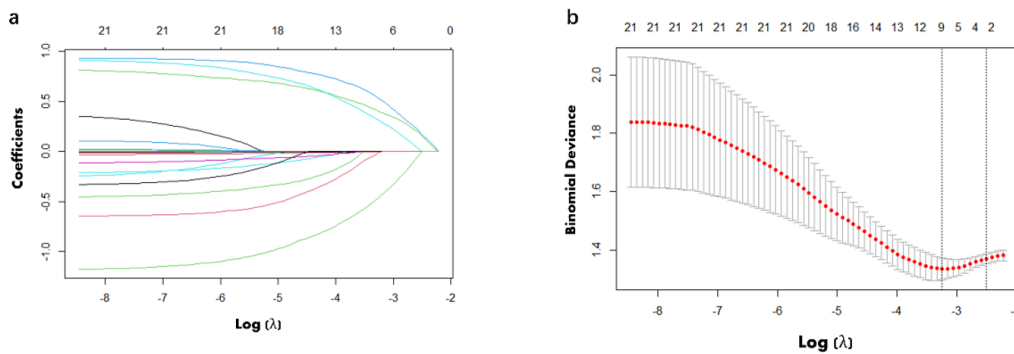 a
21 21 21 18 10 6 0
1.0
0.5
0.0
-0.5
-1.0
Coefficients
-8 -7 -6 -5 -4 -3 -2
Log (λ)
b
21 21 21 21 21 21 21 20 18 16 14 13 12 9 5 4 2
2.0
1.8
1.6
1.4
Binomial Deviance
-8 -7 -6 -5 -4 -3
Log (λ)